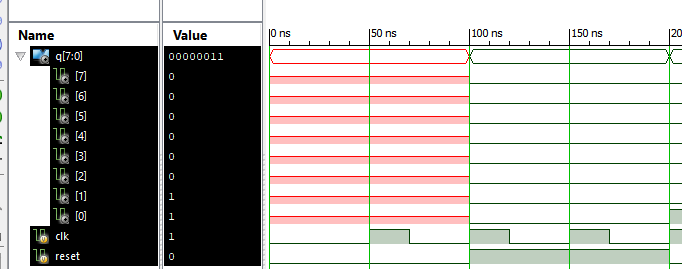 Name Value 0 ns 50 ns 100 ns 150 ns 20
q[7:0] 00000011
[7] 0
[6] 0
[5] 0
[4] 0
[3] 0
[2] 0
[1] 1
[0] 1
clk 1
reset 0